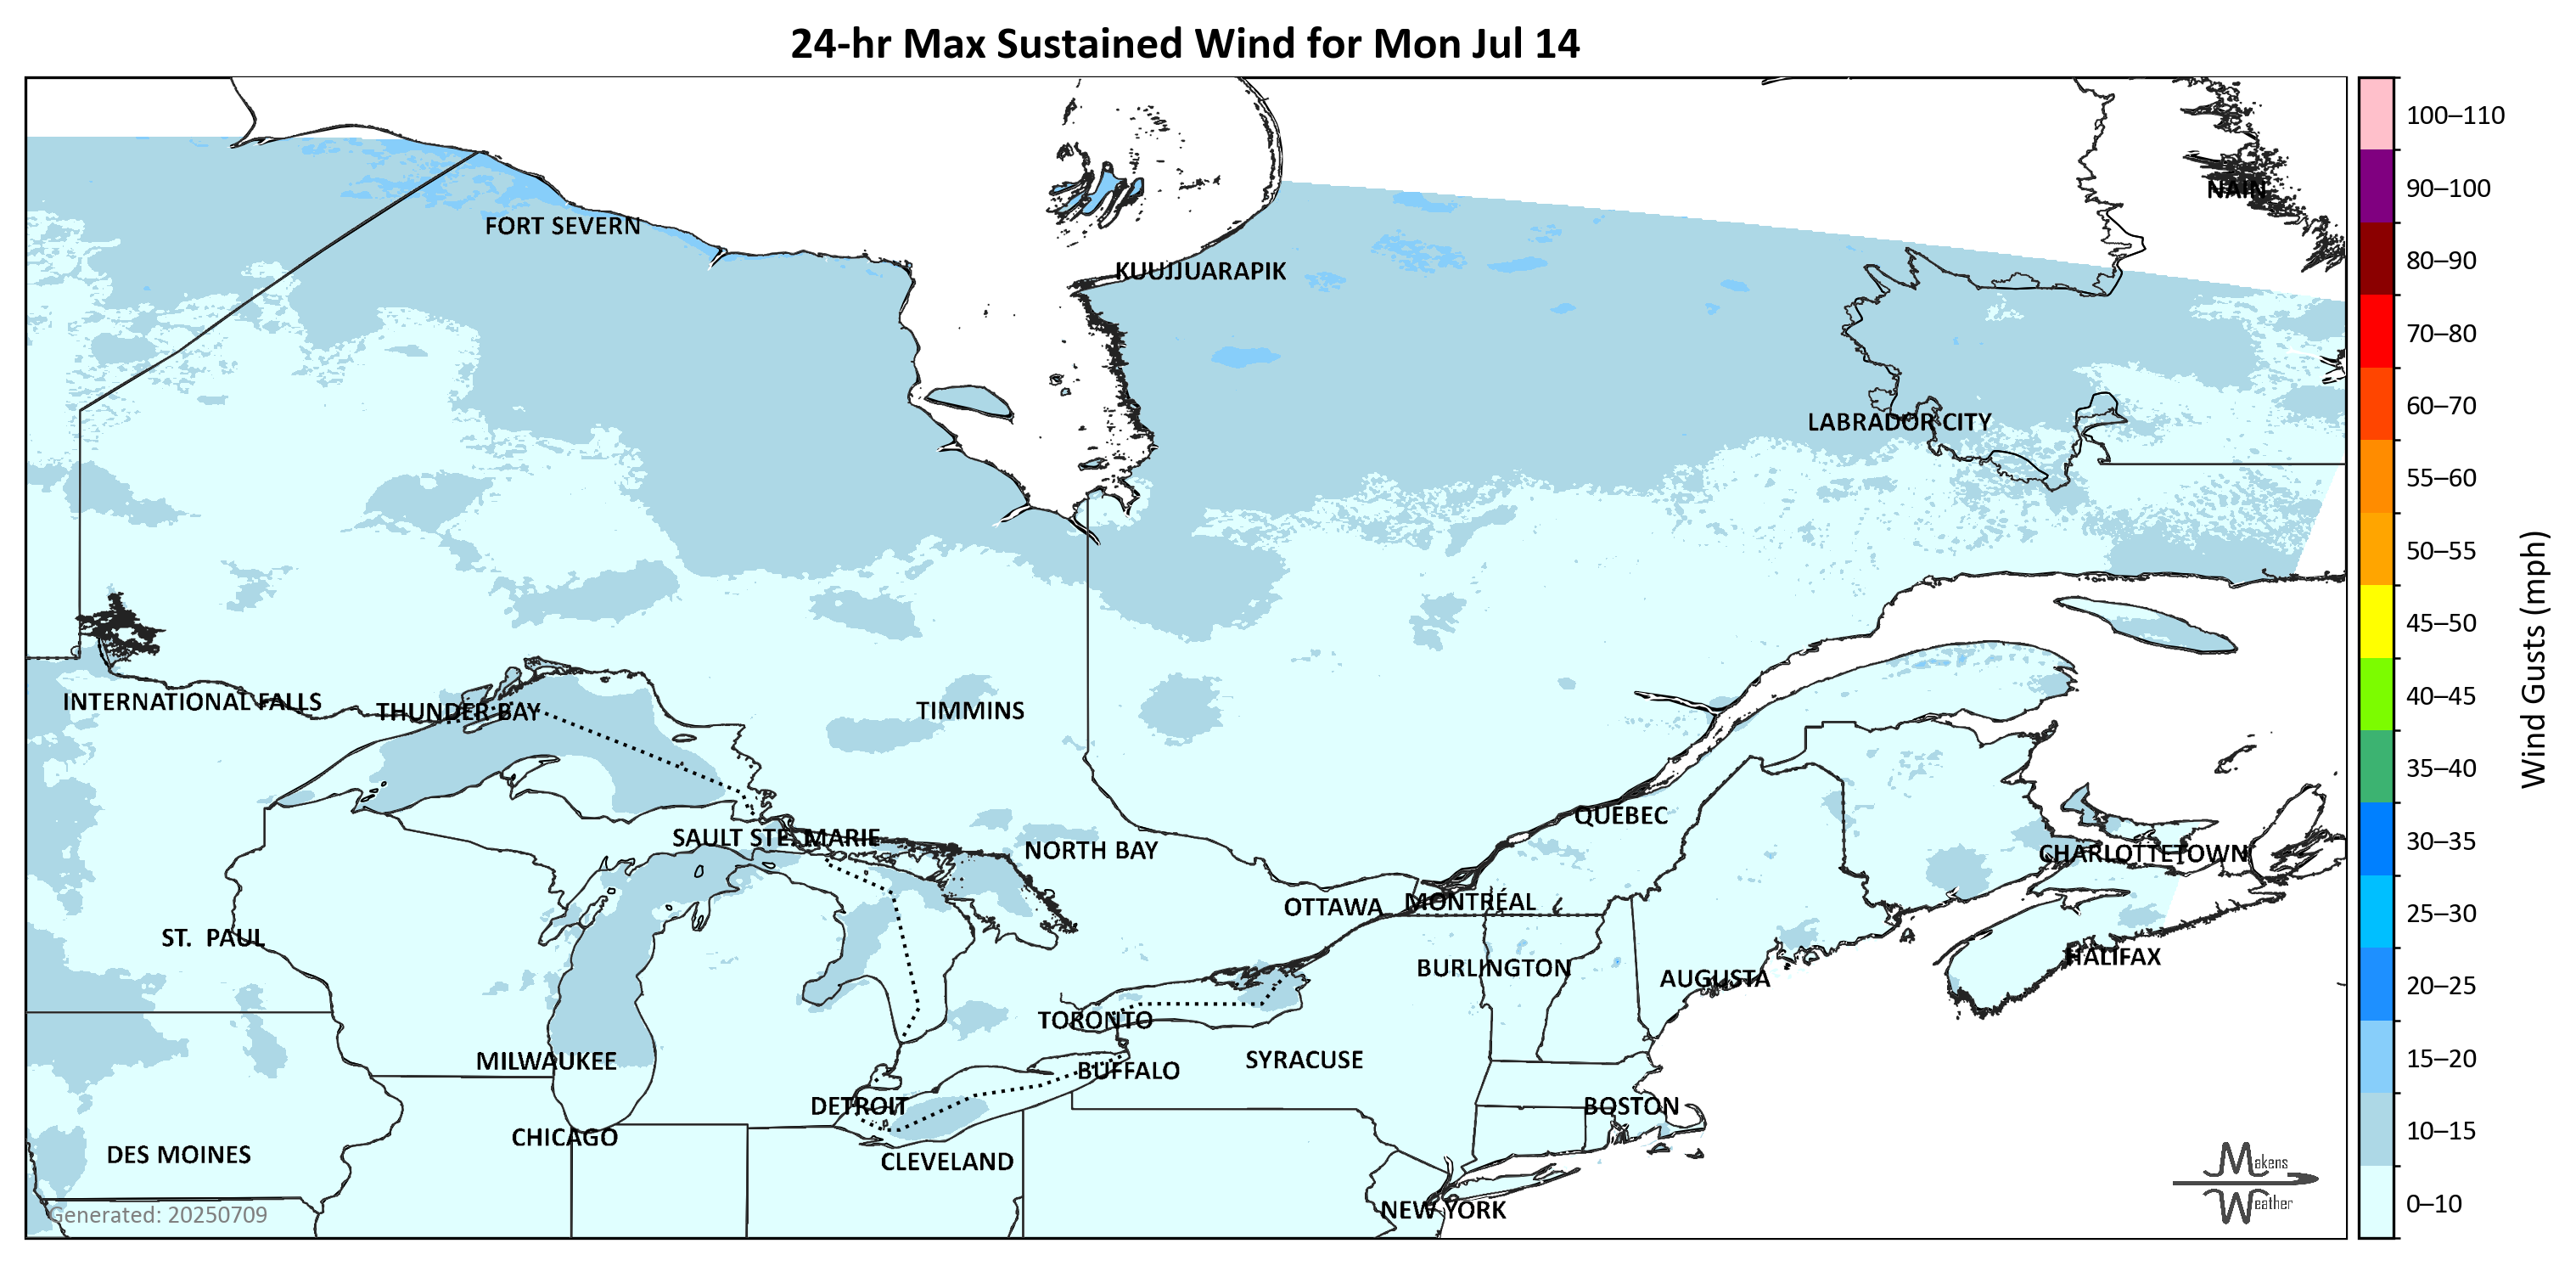 24-hr Max Sustained Wind for Mon Jul 14
100–110
90–100
80–90
70–80
60–70
55–60
50–55
45–50
40–45
35–40
30–35
25–30
20–25
15–20
10–15
0–10
Wind Gusts (mph)
NAIN
FORT SEVERN
KUUJJUARAPIK
LABRADOR CITY
INTERNATIONAL FALLS
THUNDER BAY
TIMMINS
QUÉBEC
SAULT STE. MARIE
NORTH BAY
CHARLOTTETOWN
OTTAWA
MONTRÉAL
ST. PAUL
HALIFAX
BURLINGTON
AUGUSTA
TORONTO
MILWAUKEE
SYRACUSE
BUFFALO
DETROIT
BOSTON
CHICAGO
DES MOINES
CLEVELAND
NEW YORK
Generated: 20250709
Makens
Weather